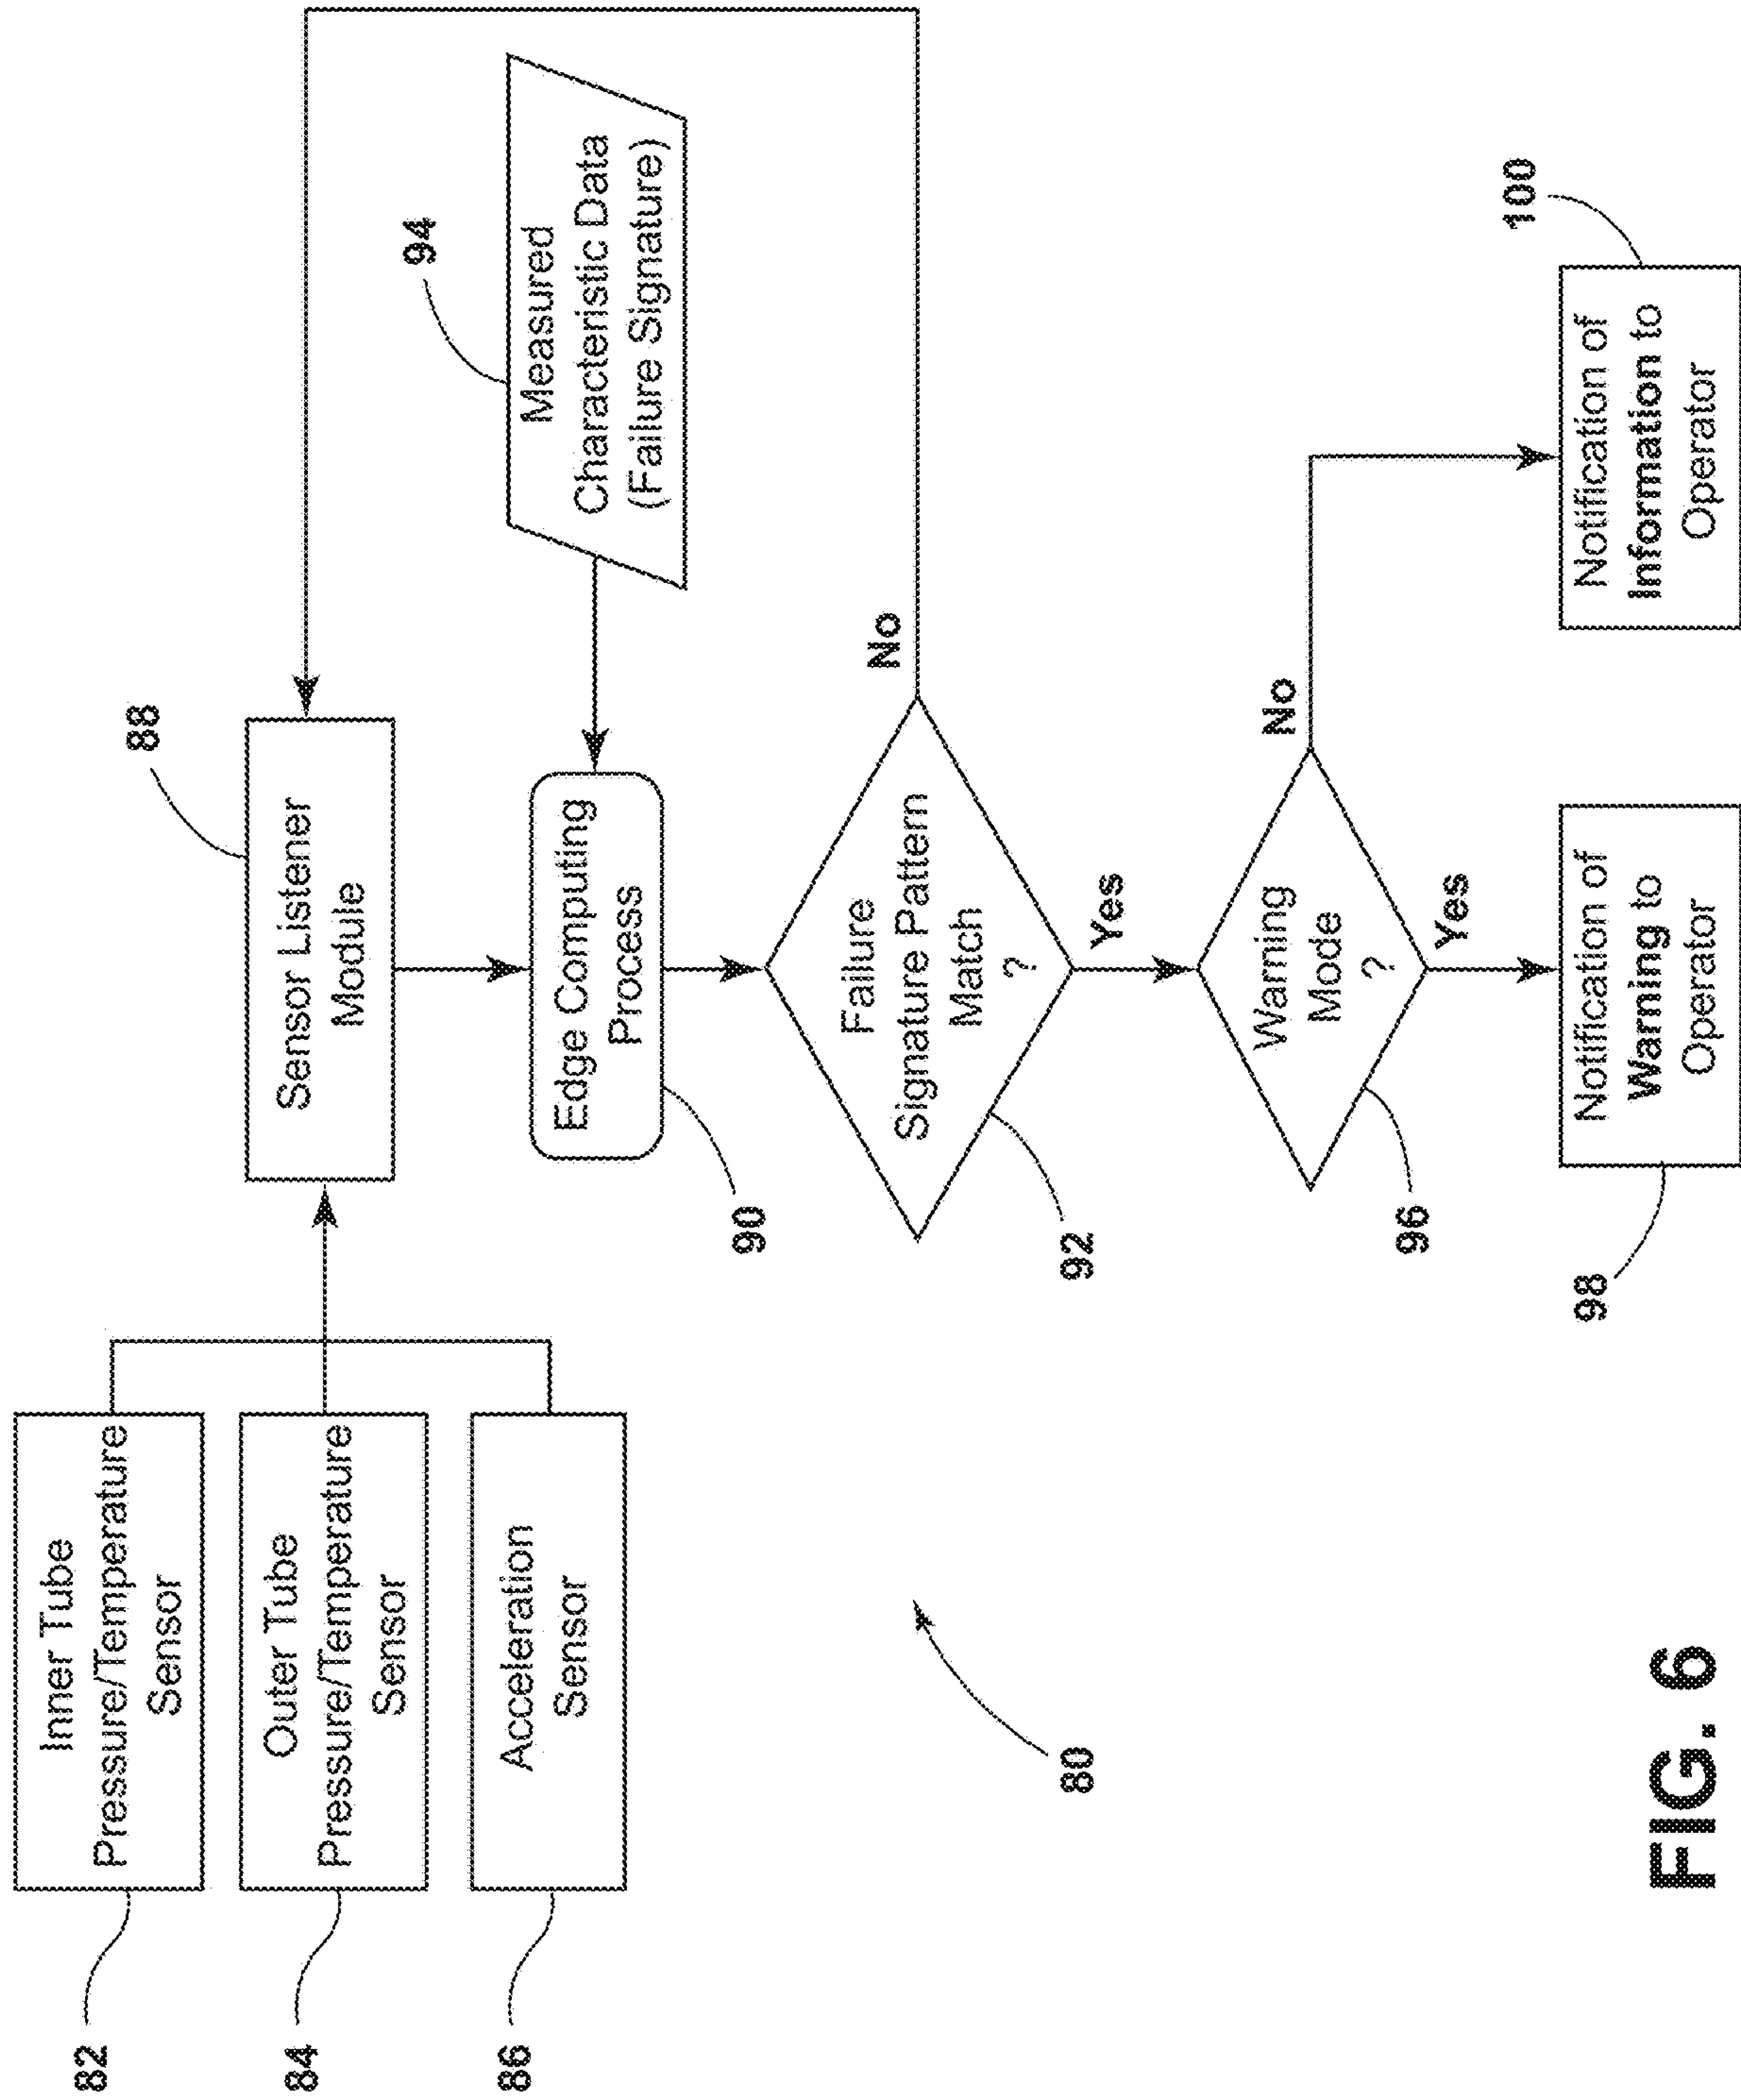 82
Inner Tube
Pressure/Temperature
Sensor
84
Outer Tube
Pressure/Temperature
Sensor
86
Acceleration
Sensor
88
Sensor Listener
Module
94
Measured
Characteristic Data
(Failure Signature)
90
Edge Computing
Process
92
Failure
Signature Pattern
Match
?
No
Yes
96
Warning
Mode
?
No
Yes
98
Notification of
Warning to
Operator
100
Notification of
Information to
Operator
80
FIG. 6